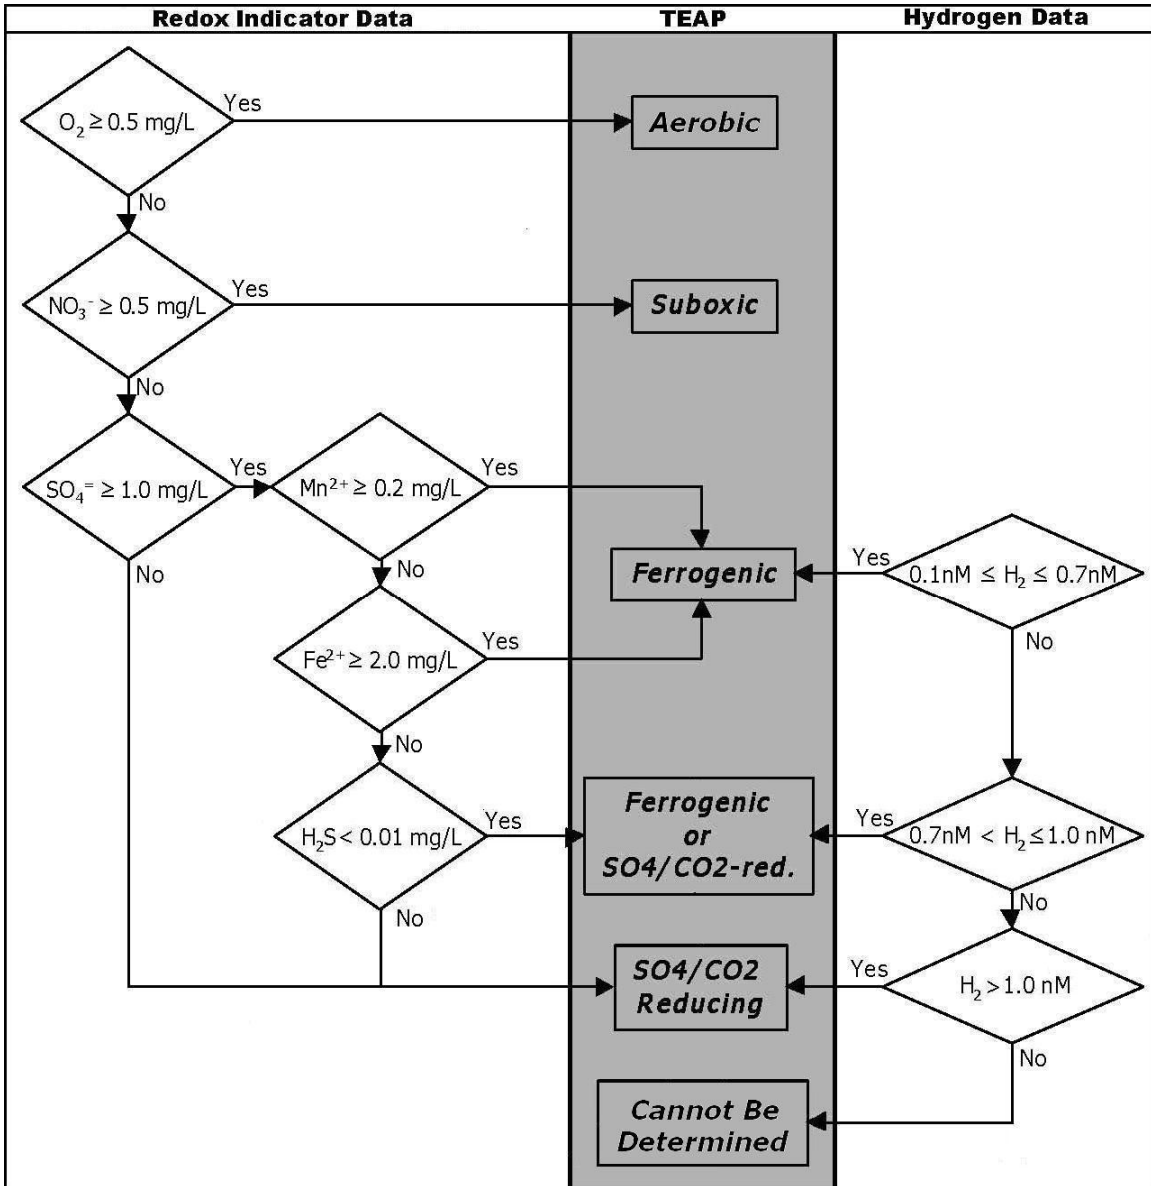 Redox Indicator Data
TEAP
Hydrogen Data
O₂ ≥ 0.5 mg/L
Yes
Aerobic
No
NO₃⁻ ≥ 0.5 mg/L
Yes
Suboxic
No
SO₄⁼ ≥ 1.0 mg/L
Yes
Mn²⁺ ≥ 0.2 mg/L
Yes
No
No
Ferrogenic
Yes
0.1nM ≤ H₂ ≤ 0.7nM
No
Fe²⁺ ≥ 2.0 mg/L
Yes
No
H₂S < 0.01 mg/L
Yes
Ferrogenic
or
SO4/CO2-red.
Yes
0.7nM < H₂ ≤ 1.0 nM
No
No
SO4/CO2
Reducing
Yes
H₂ > 1.0 nM
No
Cannot Be
Determined